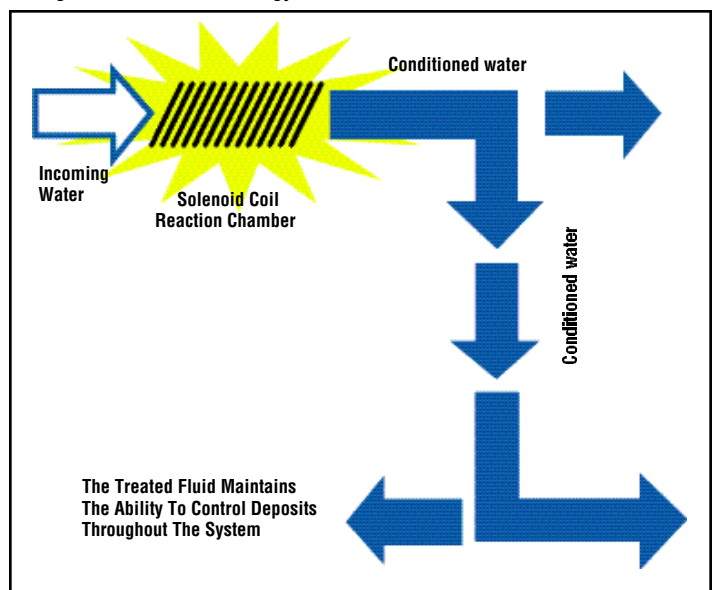 Conditioned water
Incoming
Water
Solenoid Coil
Reaction Chamber
Conditioned water
The Treated Fluid Maintains
The Ability To Control Deposits
Throughout The System